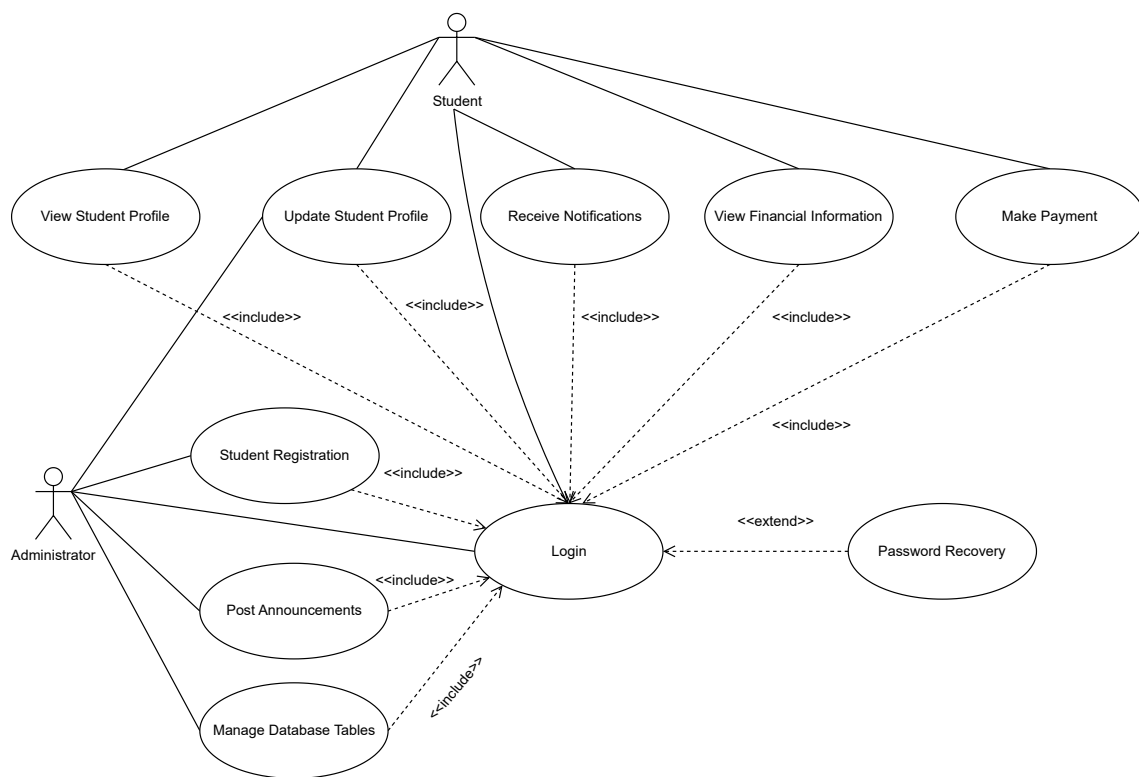 Student
View Student Profile
Update Student Profile
Receive Notifications
View Financial Information
Make Payment
<<include>>
<<include>>
<<include>>
<<include>>
<<include>>
Student Registration
<<include>>
Administrator
Login
<<extend>>
Password Recovery
<<include>>
Post Announcements
<<include>>
Manage Database Tables